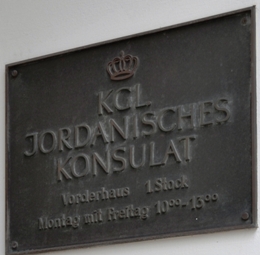 KGL
JORDANISCHES
KONSULAT
Vorderhaus 1.Stock
Montag mit Freitag 10⁰⁰-13⁰⁰